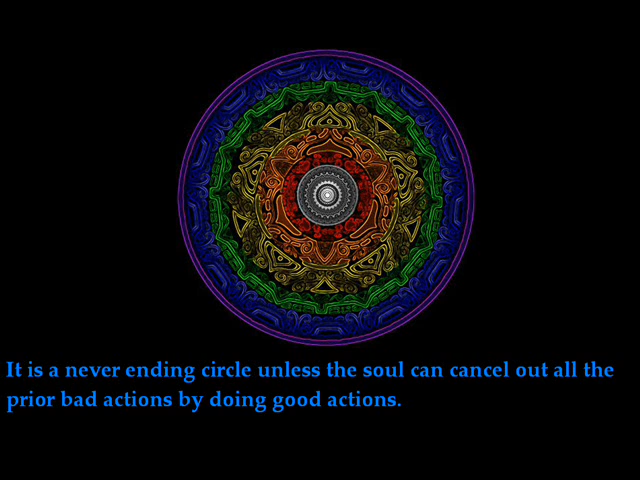 It is a never ending circle unless the soul can cancel out all the
prior bad actions by doing good actions.